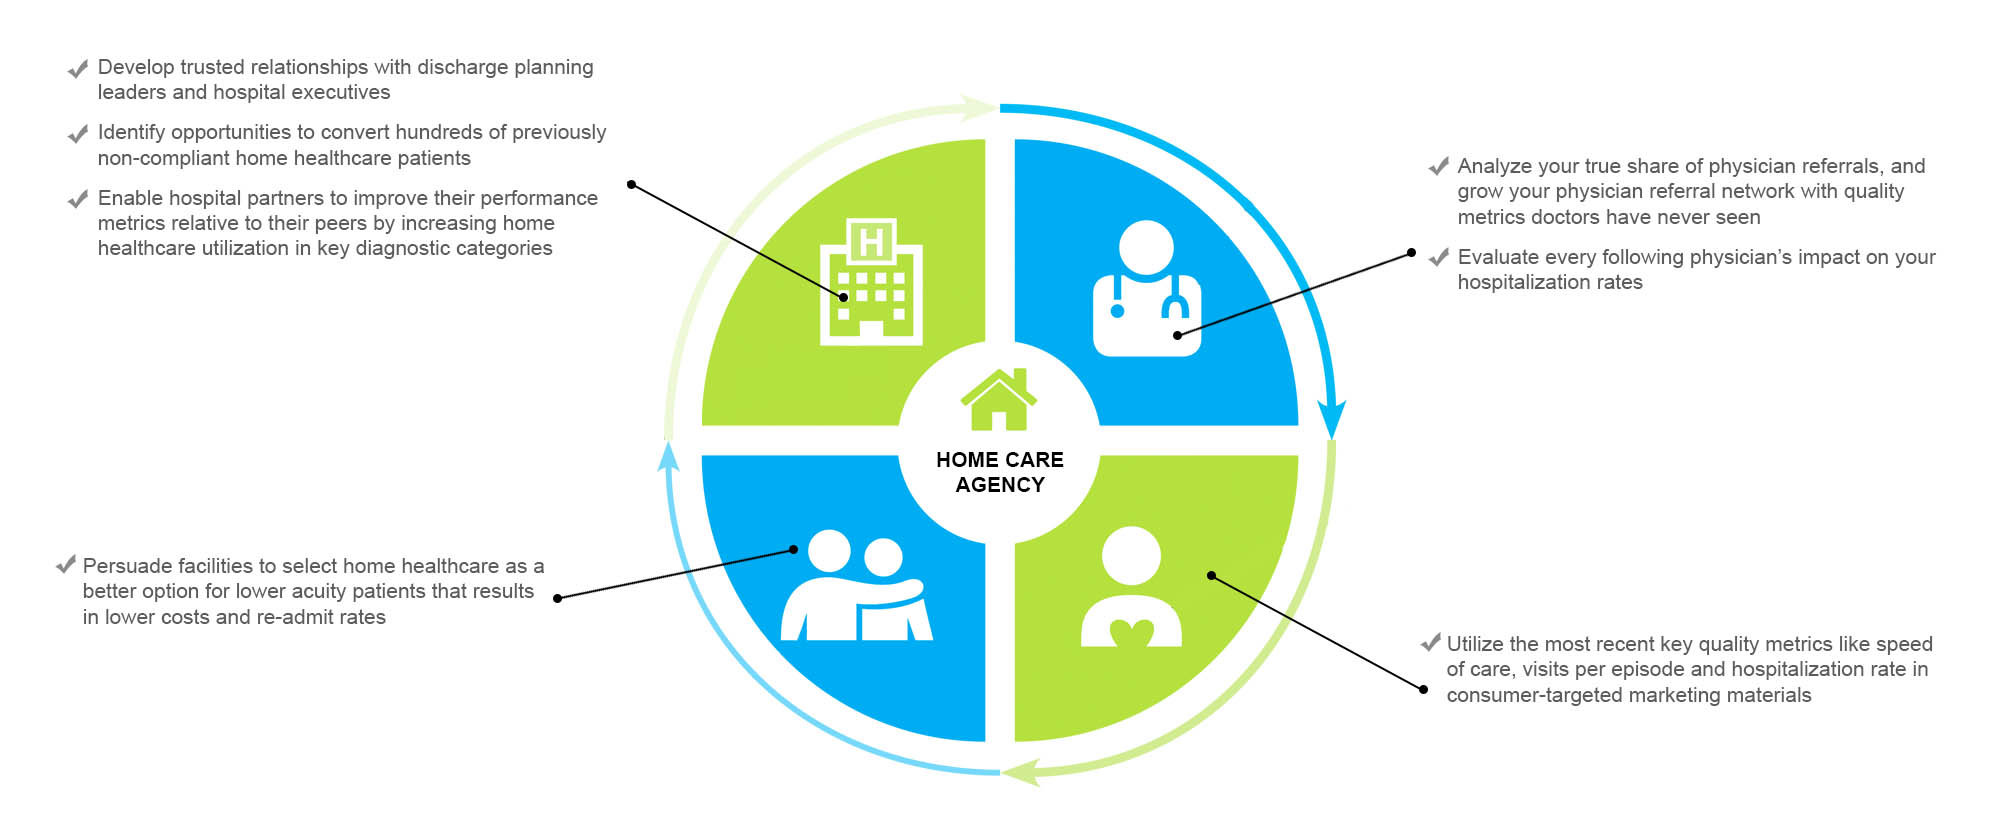 Develop trusted relationships with discharge planning
leaders and hospital executives
Identify opportunities to convert hundreds of previously
non-compliant home healthcare patients
Enable hospital partners to improve their performance
metrics relative to their peers by increasing home
healthcare utilization in key diagnostic categories
Analyze your true share of physician referrals, and
grow your physician referral network with quality
metrics doctors have never seen
Evaluate every following physician’s impact on your
hospitalization rates
H
HOME CARE
AGENCY
Persuade facilities to select home healthcare as a
better option for lower acuity patients that results
in lower costs and re-admit rates
Utilize the most recent key quality metrics like speed
of care, visits per episode and hospitalization rate in
consumer-targeted marketing materials